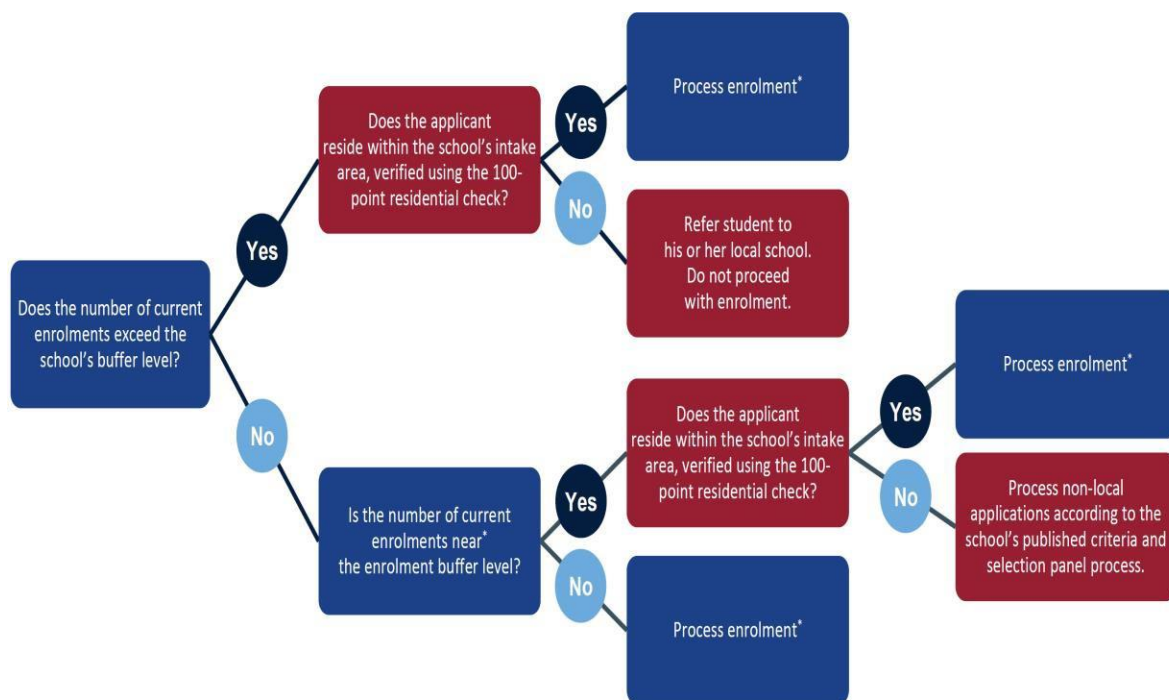 Does the number of current
enrolments exceed the
school's buffer level?
Yes
Does the applicant
reside within the school's intake
area, verified using the 100-
point residential check?
Yes
Process enrolment*
No
Refer student to
his or her local school.
Do not proceed
with enrolment.
No
Is the number of current
enrolments near*
the enrolment buffer level?
Yes
Does the applicant
reside within the school's intake
area, verified using the 100-
point residential check?
Yes
Process enrolment*
No
Process non-local
applications according to the
school's published criteria and
selection panel process.
No
Process enrolment*